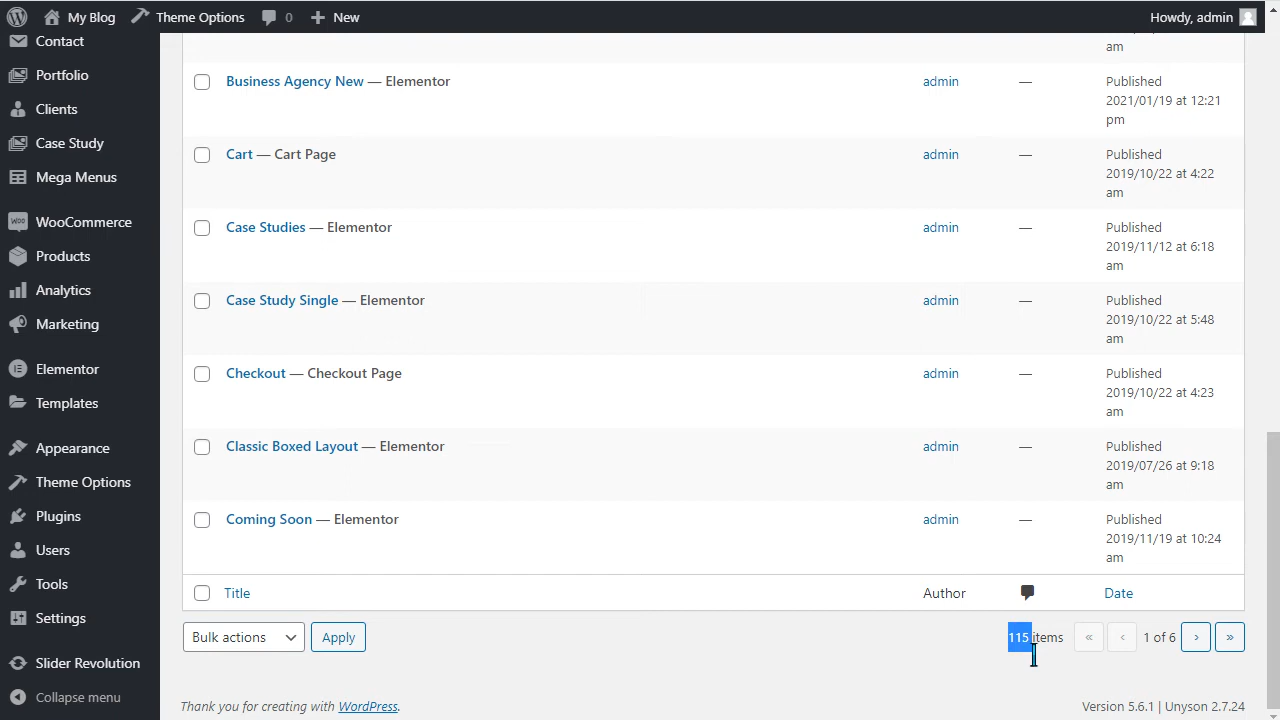 My Blog Theme Options 0 New Howdy, admin
Contact
Portfolio
Clients
Case Study
Mega Menus
WooCommerce
Products
Analytics
Marketing
Elementor
Templates
Appearance
Theme Options
Plugins
Users
Tools
Settings
Slider Revolution
Collapse menu
am
Business Agency New — Elementor admin — Published
2021/01/19 at 12:21
pm
Cart — Cart Page admin — Published
2019/10/22 at 4:22
am
Case Studies — Elementor admin — Published
2019/11/12 at 6:18
am
Case Study Single — Elementor admin — Published
2019/10/22 at 5:48
am
Checkout — Checkout Page admin — Published
2019/10/22 at 4:23
am
Classic Boxed Layout — Elementor admin — Published
2019/07/26 at 9:18
am
Coming Soon — Elementor admin — Published
2019/11/19 at 10:24
am
Title Author Date
Bulk actions Apply 115 items « ‹ 1 of 6 › »
Thank you for creating with WordPress. Version 5.6.1 | Unyson 2.7.24